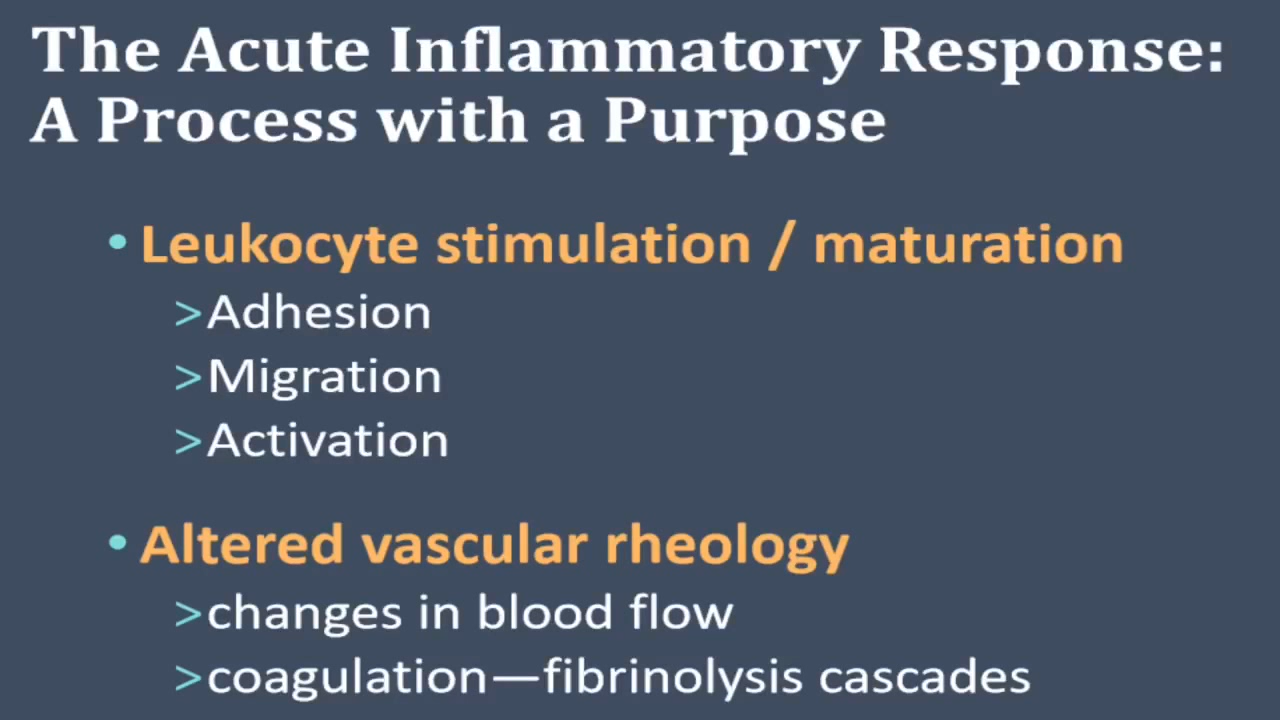 The Acute Inflammatory Response:
A Process with a Purpose
• Leukocyte stimulation / maturation
>Adhesion
>Migration
>Activation
• Altered vascular rheology
>changes in blood flow
>coagulation—fibrinolysis cascades